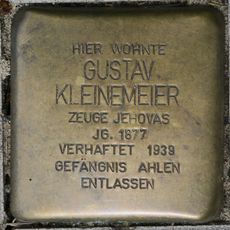 HIER WOHNTE
GUSTAV
KLEINEMEIER
ZEUGE JEHOVAS
JG. 1877
VERHAFTET 1939
GEFÄNGNIS AHLEN
ENTLASSEN